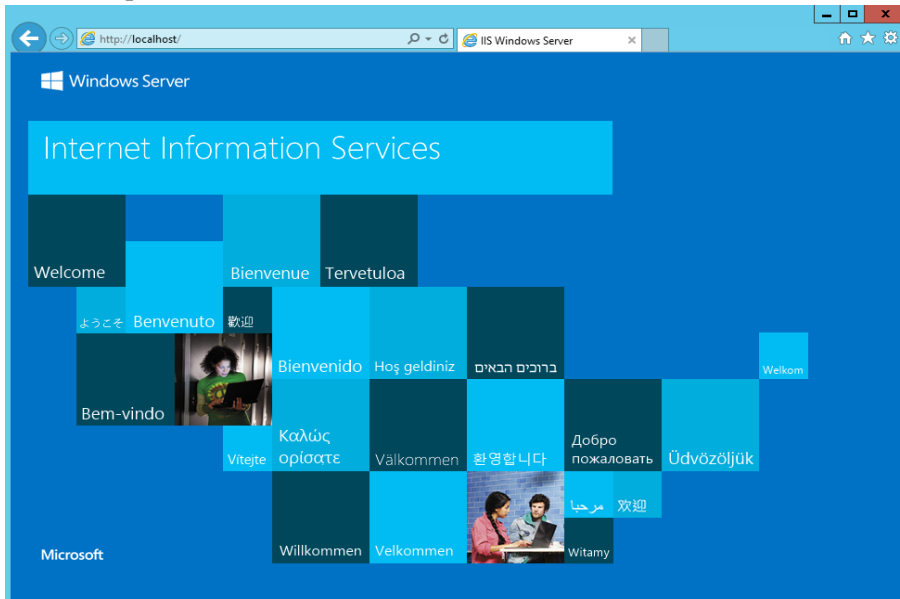 http://localhost/
IIS Windows Server
Windows Server
Internet Information Services
Welcome
Bienvenue
Tervetuloa
ようこそ
Benvenuto
歡迎
Bienvenido
Hoş geldiniz
ברוכים הבאים
Welkom
Bem-vindo
Vítejte
Καλώς
ορίσατε
Välkommen
환영합니다
Добро
пожаловать
Üdvözöljük
مرحبا
欢迎
Microsoft
Willkommen
Velkommen
Witamy